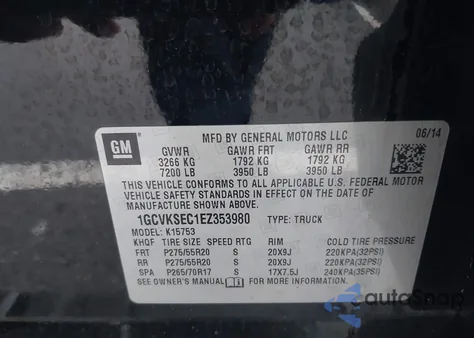 MFD BY GENERAL MOTORS LLC 06/14
GM
GVWR GAWR FRT GAWR RR
3266 KG 1792 KG 1792 KG
7200 LB 3950 LB 3950 LB
THIS VEHICLE CONFORMS TO ALL APPLICABLE U.S. FEDERAL MOTOR
VEHICLE SAFETY STANDARDS IN EFFECT ON THE DATE OF
MANUFACTURE SHOWN ABOVE.
1GCVKSEC1EZ353980 TYPE: TRUCK
MODEL: K15753
KHQF TIRE SIZE SPEED RTG RIM COLD TIRE PRESSURE
FRT P275/55R20 S 20X9J 220KPA(32PSI)
RR P275/55R20 S 20X9J 220KPA(32PSI)
SPA P265/70R17 S 17X7.5J 240KPA(35PSI)
SEE OWNER'S MANUAL FOR MORE INFORMATION.
autoSnap